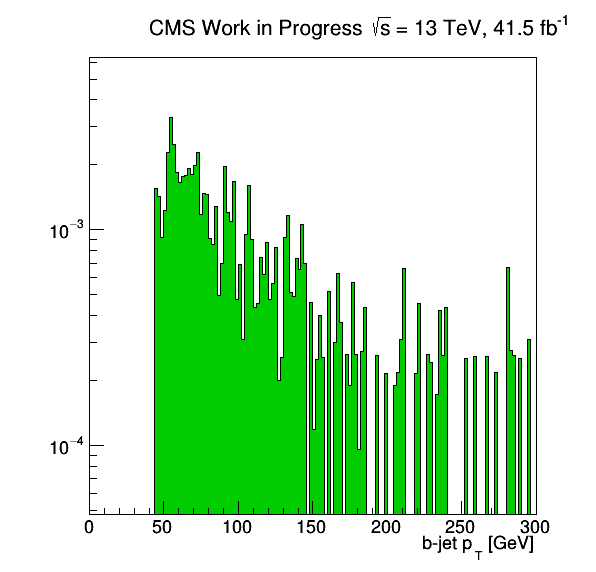 CMS Work in Progress √s = 13 TeV, 41.5 fb⁻¹
10⁻³
10⁻⁴
0 50 100 150 200 250 300
b-jet p_T [GeV]